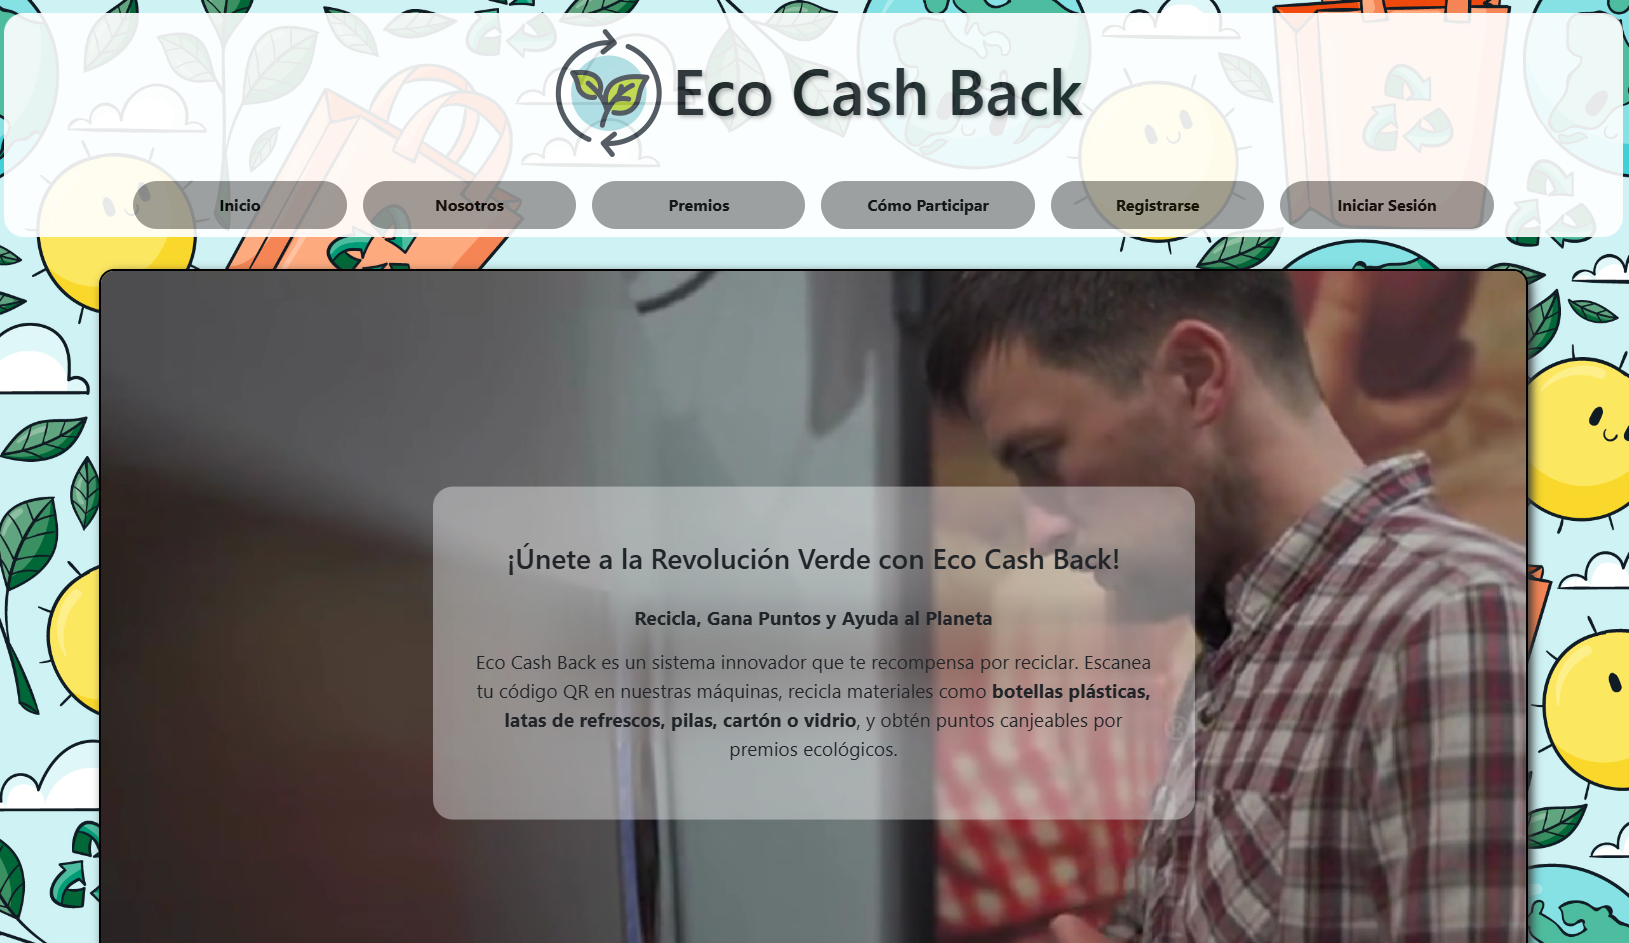 Eco Cash Back
Inicio
Nosotros
Premios
Cómo Participar
Registrarse
Iniciar Sesión
¡Únete a la Revolución Verde con Eco Cash Back!
Recicla, Gana Puntos y Ayuda al Planeta
Eco Cash Back es un sistema innovador que te recompensa por reciclar. Escanea
tu código QR en nuestras máquinas, recicla materiales como botellas plásticas,
latas de refrescos, pilas, cartón o vidrio, y obtén puntos canjeables por
premios ecológicos.